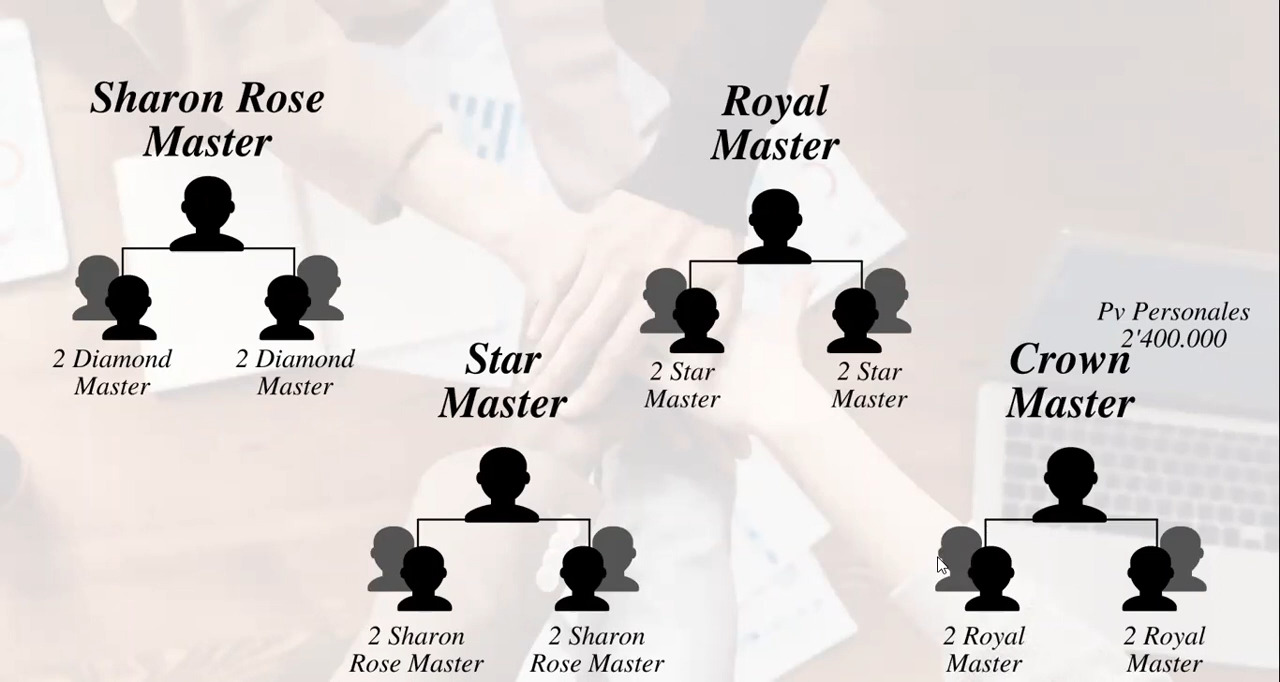 Sharon Rose
Master
2 Diamond
Master
2 Diamond
Master
Star
Master
2 Sharon
Rose Master
2 Sharon
Rose Master
Royal
Master
2 Star
Master
2 Star
Master
Pv Personales
2'400.000
Crown
Master
2 Royal
Master
2 Royal
Master